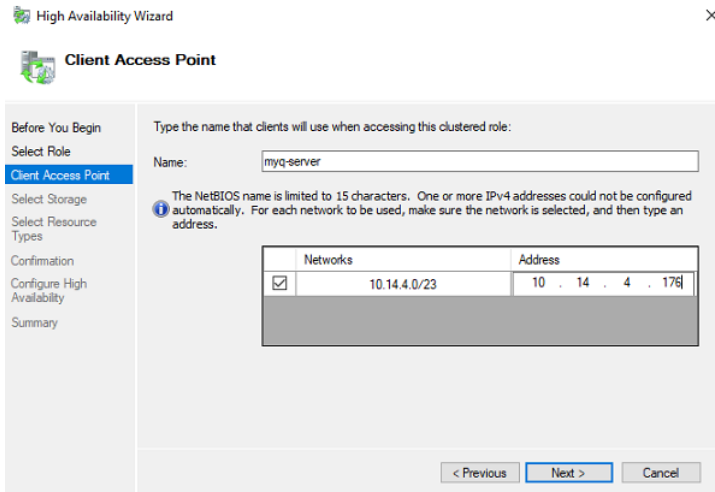 High Availability Wizard
Client Access Point
Before You Begin
Select Role
Client Access Point
Select Storage
Select Resource
Types
Confirmation
Configure High
Availability
Summary
Type the name that clients will use when accessing this clustered role:
Name:
myq-server
The NetBIOS name is limited to 15 characters. One or more IPv4 addresses could not be configured
automatically. For each network to be used, make sure the network is selected, and then type an
address.
Networks Address
10.14.4.0/23 10 . 14 . 4 . 176
< Previous Next > Cancel